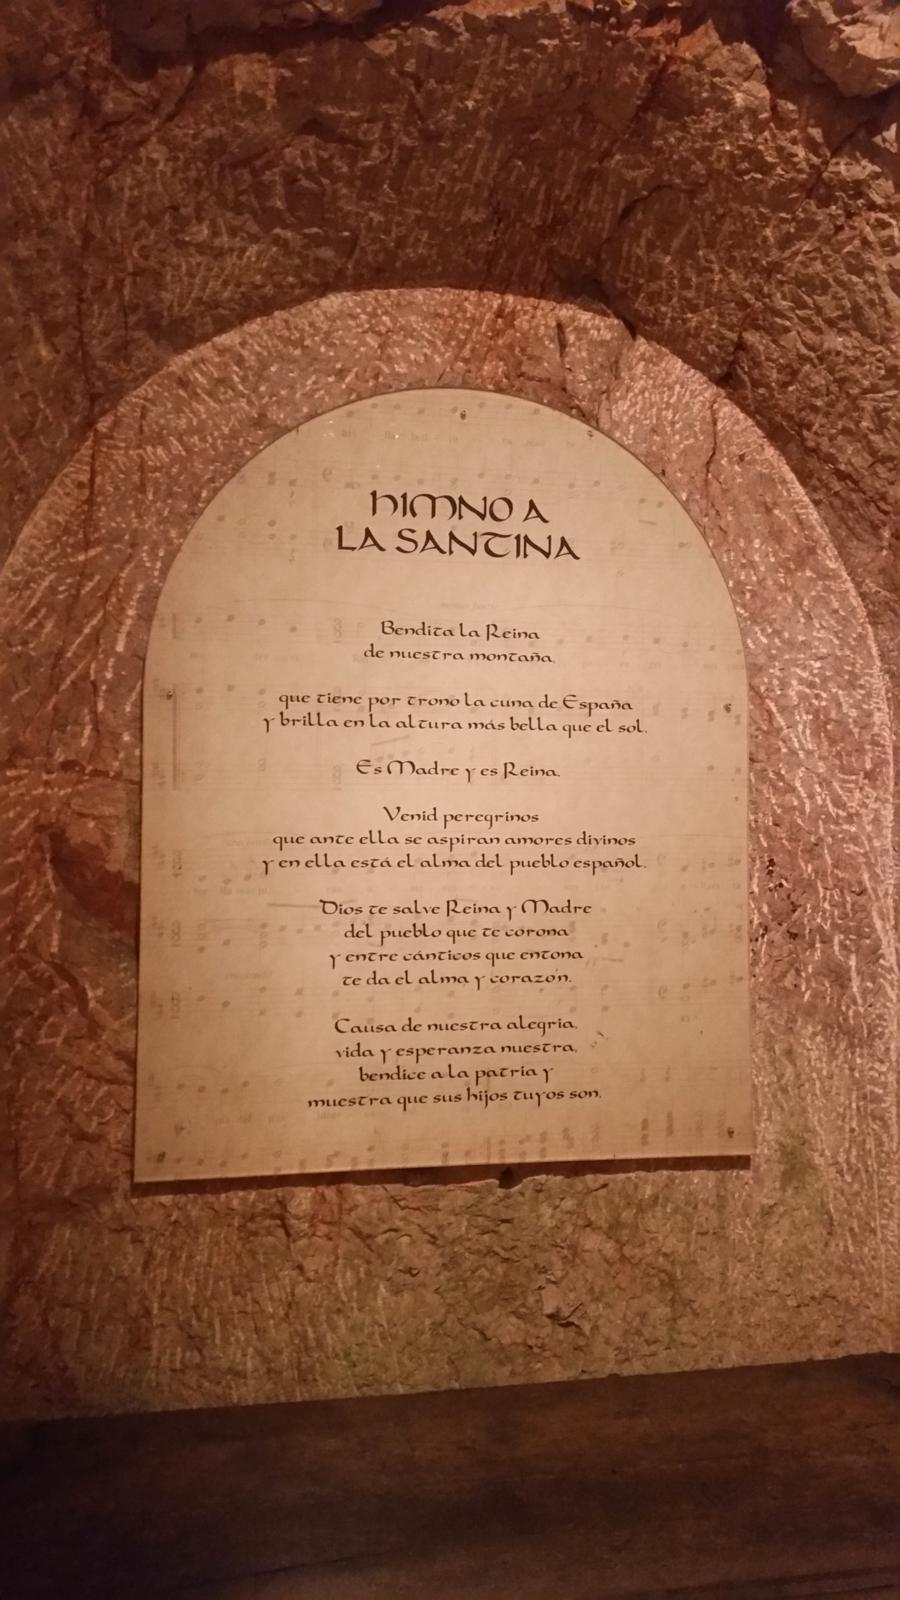 HIMNO A
LA SANTINA
Bendita la Reina
de nuestra montaña,
que tiene por trono la cuna de España
y brilla en la altura más bella que el sol.
Es Madre y es Reina.
Venid peregrinos
que ante ella se aspiran amores divinos
y en ella está el alma del pueblo español.
Dios te salve Reina y Madre
del pueblo que te corona
y entre cánticos que entona
te da el alma y corazón.
Causa de nuestra alegría,
vida y esperanza nuestra,
bendice a la patria y
muestra que sus hijos tuyos son.